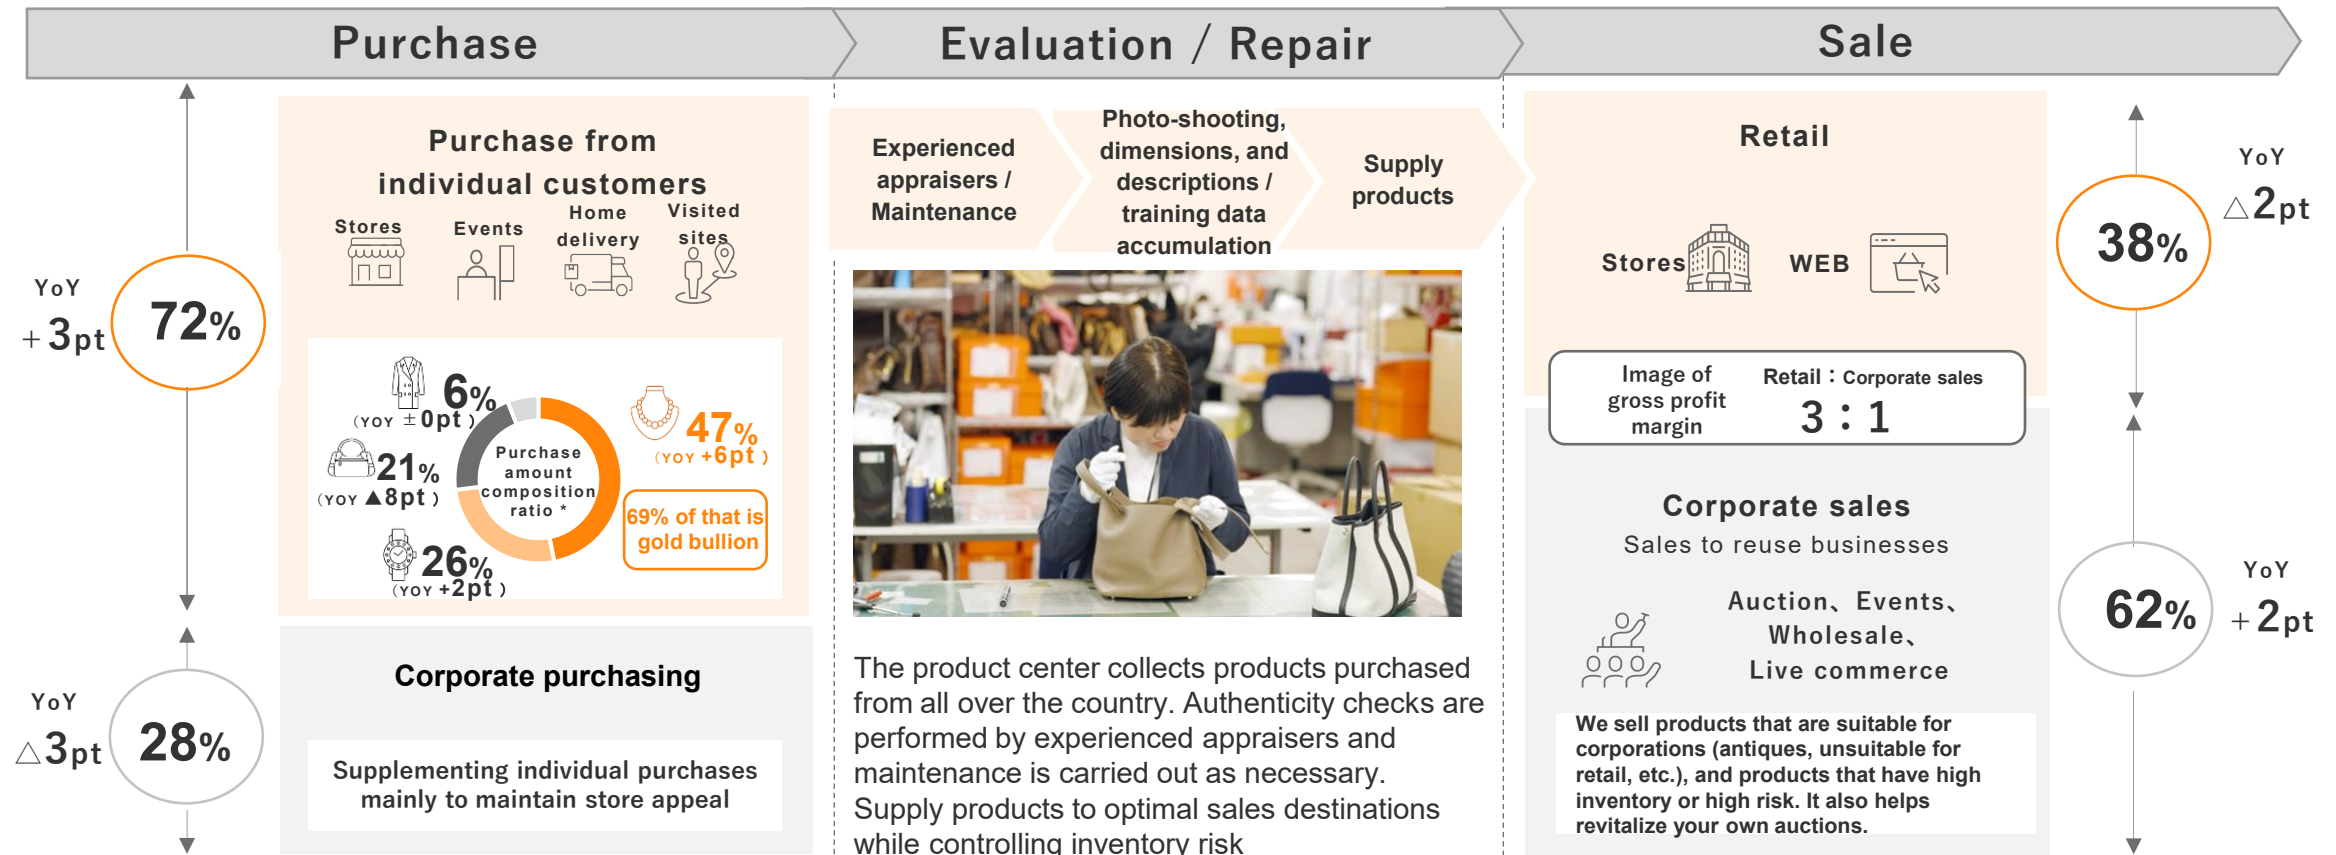 Purchase
Evaluation / Repair
Sale
YoY
+3pt
72%
Purchase from
individual customers
Stores
Events
Home
delivery
Visited
sites
6%
(YOY ±0pt)
21%
(YOY ▲8pt)
26%
(YOY +2pt)
Purchase
amount
composition
ratio *
47%
(YOY +6pt)
69% of that is
gold bullion
YoY
△3pt
28%
Corporate purchasing
Supplementing individual purchases
mainly to maintain store appeal
Experienced
appraisers /
Maintenance
Photo-shooting,
dimensions, and
descriptions /
training data
accumulation
Supply
products
The product center collects products purchased
from all over the country. Authenticity checks are
performed by experienced appraisers and
maintenance is carried out as necessary.
Supply products to optimal sales destinations
while controlling inventory risk
Retail
Stores
WEB
38%
YoY
△2pt
Image of
gross profit
margin
Retail：Corporate sales
3：1
Corporate sales
Sales to reuse businesses
Auction、Events、
Wholesale、
Live commerce
62%
YoY
+2pt
We sell products that are suitable for
corporations (antiques, unsuitable for
retail, etc.), and products that have high
inventory or high risk. It also helps
revitalize your own auctions.